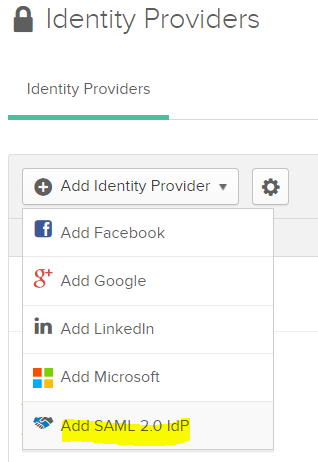 Identity Providers
Identity Providers
Add Identity Provider
Add Facebook
g+
Add Google
in
Add LinkedIn
Add Microsoft
Add SAML 2.0 IdP